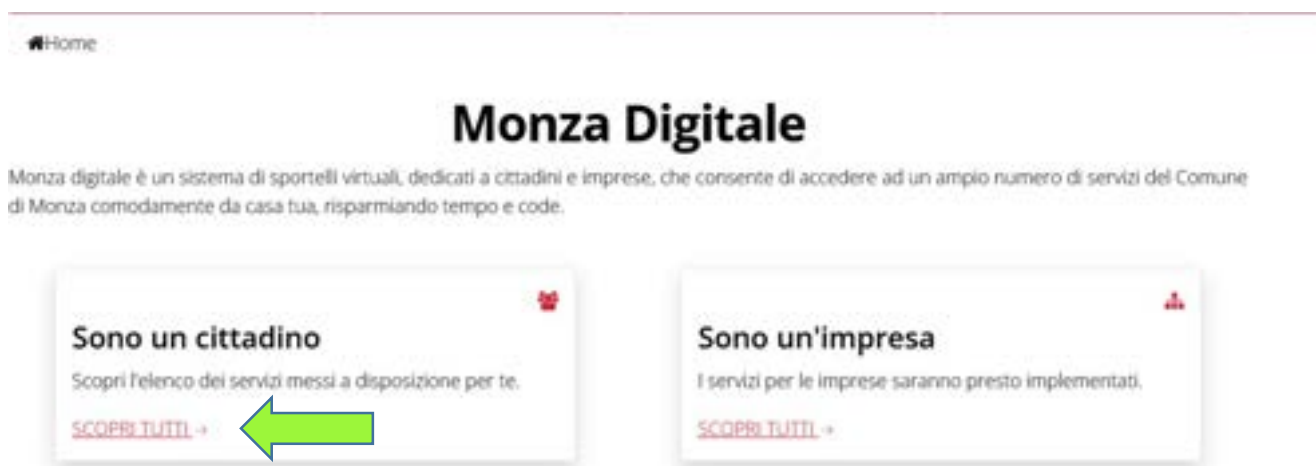 Home
Monza Digitale
Monza digitale è un sistema di sportelli virtuali, dedicati a cittadini e imprese, che consente di accedere ad un ampio numero di servizi del Comune
di Monza comodamente da casa tua, risparmiando tempo e code.
Sono un cittadino
Scopri l'elenco dei servizi messi a disposizione per te.
SCOPRI TUTTI →
Sono un'impresa
I servizi per le imprese saranno presto implementati.
SCOPRI TUTTI →